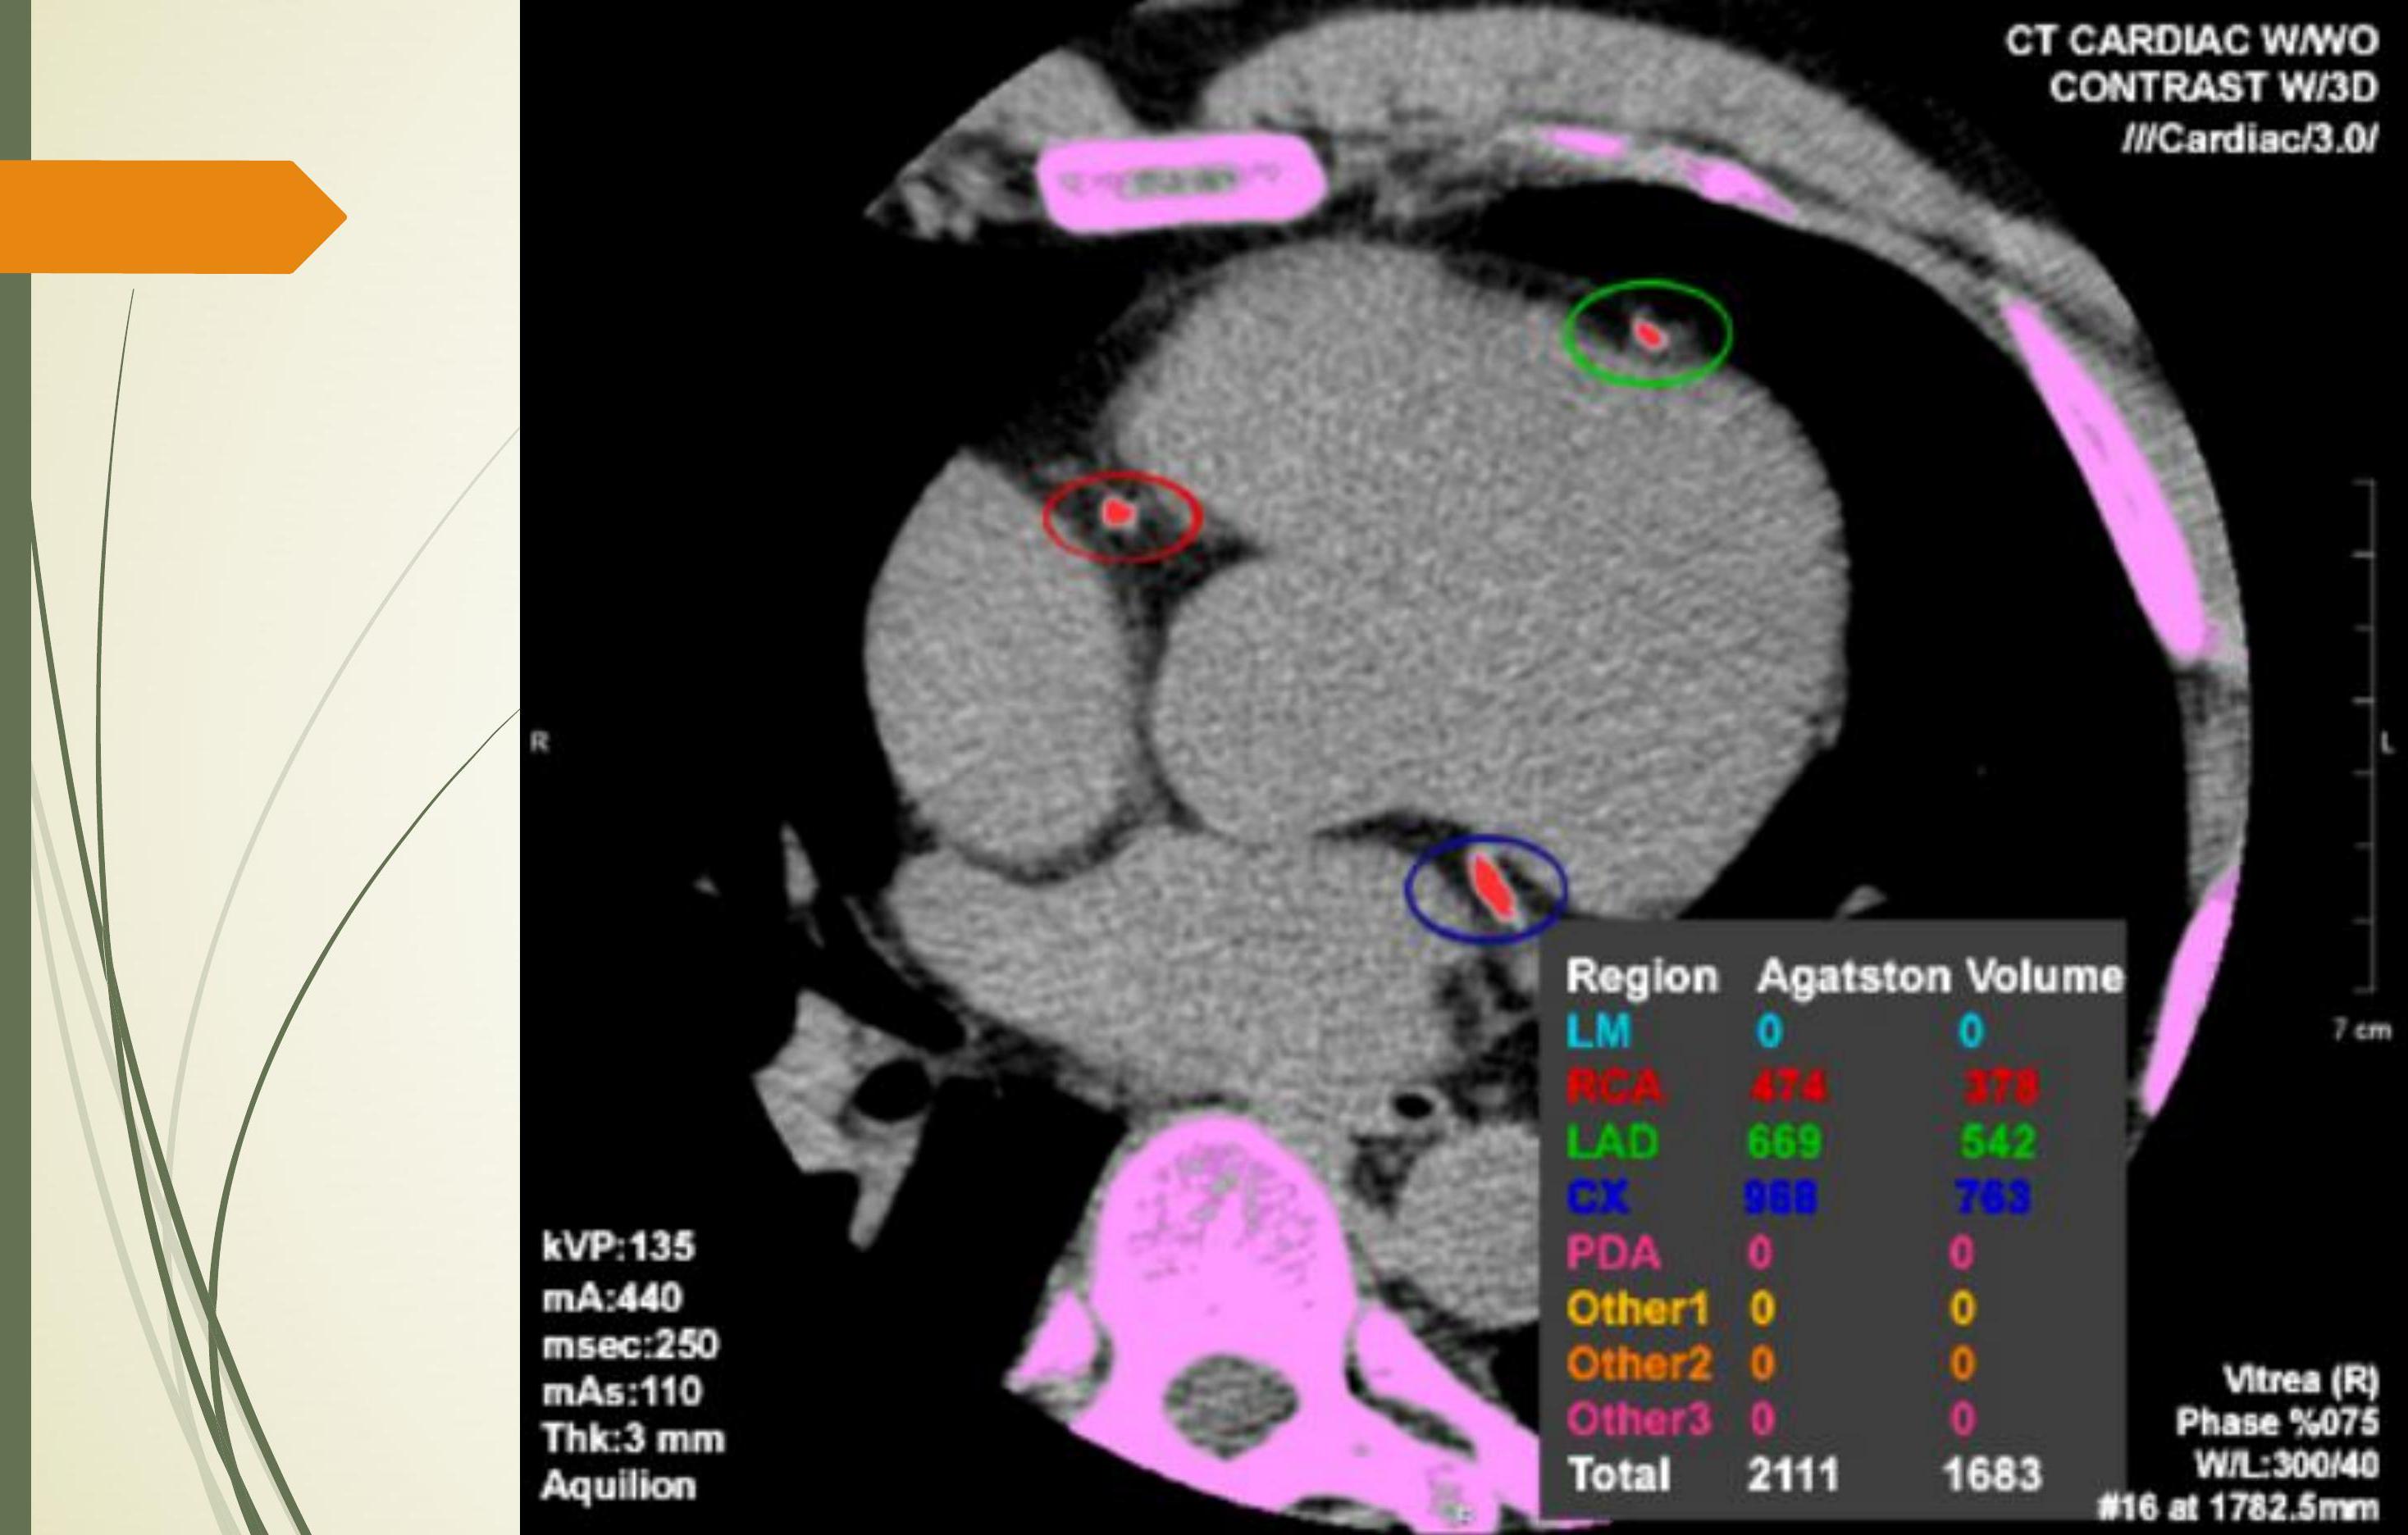 CT CARDIAC W/WO
CONTRAST W/3D
///Cardiac/3.0/
R
L
7 cm
Region Agatston Volume
LM 0 0
RCA 474 378
LAD 669 542
CX 968 763
PDA 0 0
Other1 0 0
Other2 0 0
Other3 0 0
Total 2111 1683
kVP:135
mA:440
msec:250
mAs:110
Thk:3 mm
Aquilion
Vitrea (R)
Phase %075
W/L:300/40
#16 at 1782.5mm